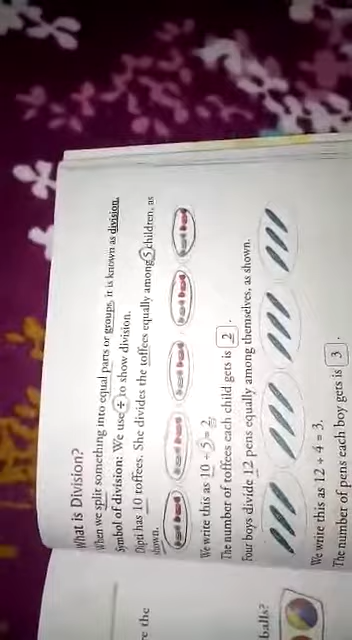 What is Division?
When we split something into equal parts or groups, it is known as division.
Symbol of division: We use ÷ to show division.
Dipti has 10 toffees. She divides the toffees equally among 5 children, as
shown.
We write this as 10 ÷ 5 = 2.
The number of toffees each child gets is 2.
Four boys divide 12 pens equally among themselves, as shown.
We write this as 12 ÷ 4 = 3.
The number of pens each boy gets is 3.
the
balls?